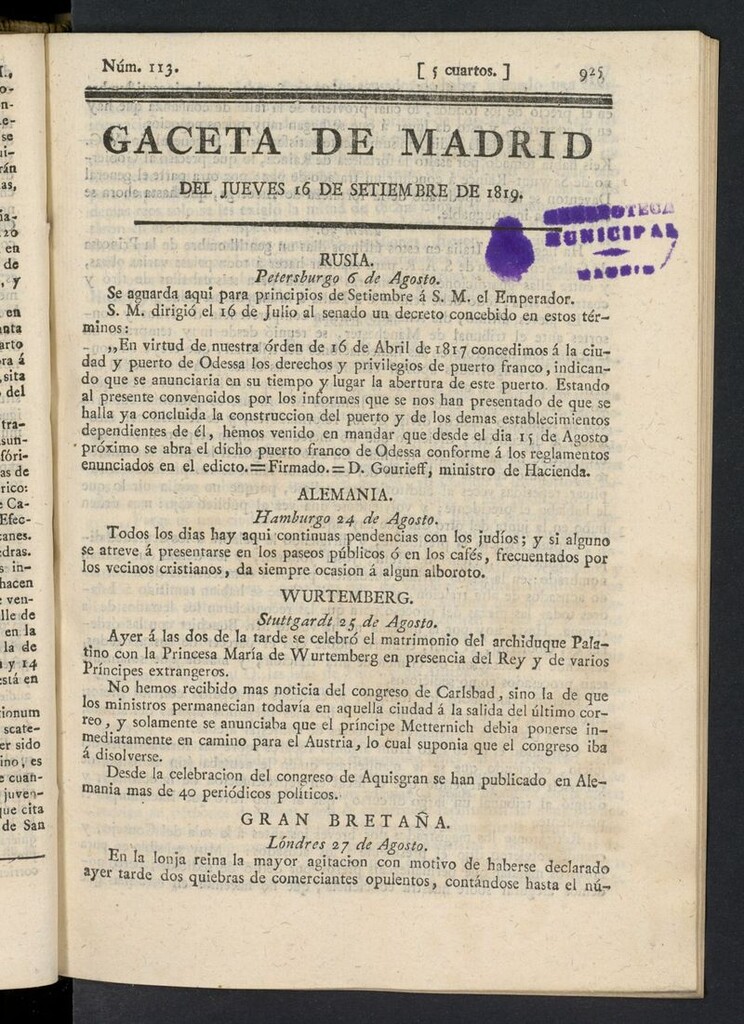 Núm. 113.
[ 5 cuartos. ]
925
GACETA DE MADRID
DEL JUEVES 16 DE SETIEMBRE DE 1819.
MUNICIPAL
MADRID
RUSIA.
Petersburgo 6 de Agosto.
Se aguarda aqui para principios de Setiembre á S. M. el Emperador.
S. M. dirigió el 16 de Julio al senado un decreto concebido en estos tér-
minos:
„En virtud de nuestra órden de 16 de Abril de 1817 concedimos á la ciu-
dad y puerto de Odessa los derechos y privilegios de puerto franco, indican-
do que se anunciaria en su tiempo y lugar la abertura de este puerto. Estando
al presente convencidos por los informes que se nos han presentado de que se
halla ya concluida la construccion del puerto y de los demas establecimientos
dependientes de él, hemos venido en mandar que desde el dia 15 de Agosto
próximo se abra el dicho puerto franco de Odessa conforme á los reglamentos
enunciados en el edicto.=Firmado.=D. Gourieff, ministro de Hacienda.
ALEMANIA.
Hamburgo 24 de Agosto.
Todos los dias hay aqui continuas pendencias con los judíos; y si alguno
se atreve á presentarse en los paseos públicos ó en los cafés, frecuentados por
los vecinos cristianos, da siempre ocasion á algun alboroto.
WURTEMBERG.
Stuttgardt 25 de Agosto.
Ayer á las dos de la tarde se celebró el matrimonio del archiduque Pala-
tino con la Princesa María de Wurtemberg en presencia del Rey y de varios
Príncipes extrangeros.
No hemos recibido mas noticia del congreso de Carlsbad, sino la de que
los ministros permanecian todavía en aquella ciudad á la salida del último cor-
reo, y solamente se anunciaba que el príncipe Metternich debia ponerse in-
mediatamente en camino para el Austria, lo cual suponia que el congreso iba
á disolverse.
Desde la celebracion del congreso de Aquisgran se han publicado en Ale-
mania mas de 40 periódicos políticos.
GRAN BRETAÑA.
Lóndres 27 de Agosto.
En la lonja reina la mayor agitacion con motivo de haberse declarado
ayer tarde dos quiebras de comerciantes opulentos, contándose hasta el nú-